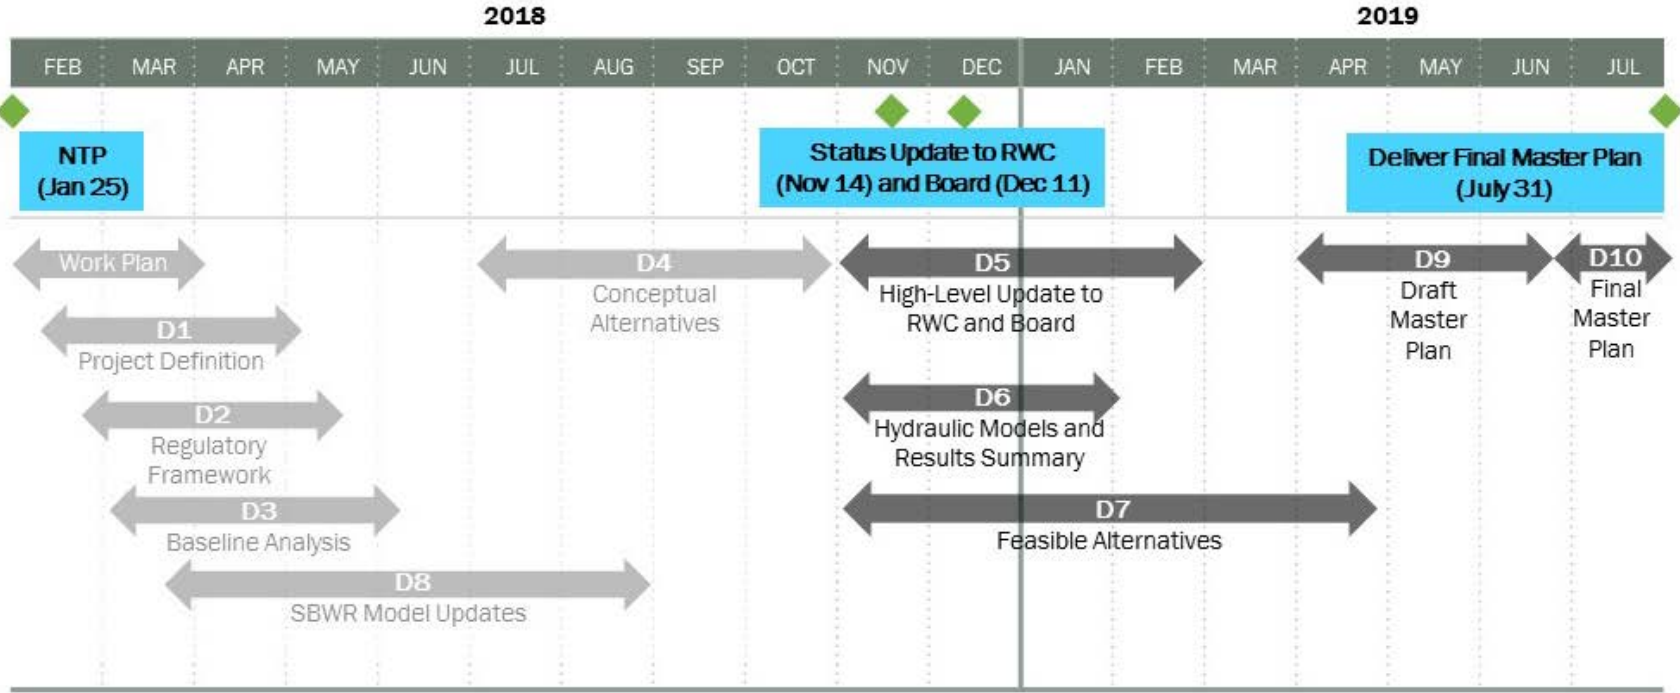 2018
2019
FEB MAR APR MAY JUN JUL AUG SEP OCT NOV DEC JAN FEB MAR APR MAY JUN JUL
NTP
(Jan 25)
Status Update to RWC
(Nov 14) and Board (Dec 11)
Deliver Final Master Plan
(July 31)
Work Plan
D1
Project Definition
D2
Regulatory
Framework
D3
Baseline Analysis
D8
SBWR Model Updates
D4
Conceptual
Alternatives
D5
High-Level Update to
RWC and Board
D6
Hydraulic Models and
Results Summary
D7
Feasible Alternatives
D9
Draft
Master
Plan
D10
Final
Master
Plan